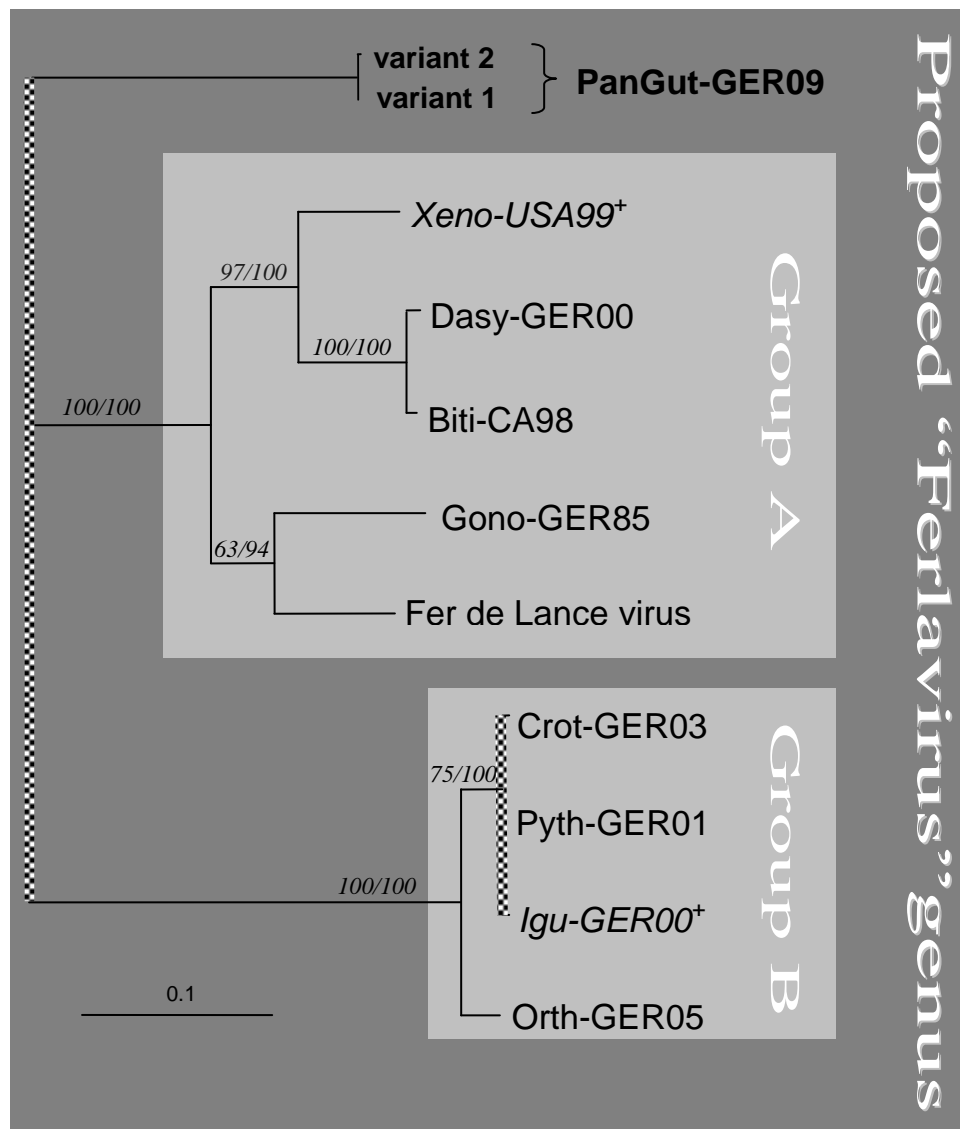 variant 2
variant 1
PanGut-GER09
Xeno-USA99+
97/100
Dasy-GER00
100/100
Biti-CA98
100/100
Gono-GER85
63/94
Fer de Lance virus
Group A
Crot-GER03
75/100
Pyth-GER01
100/100
Igu-GER00+
Orth-GER05
Group B
0.1
Proposed “Ferlavirus”genus